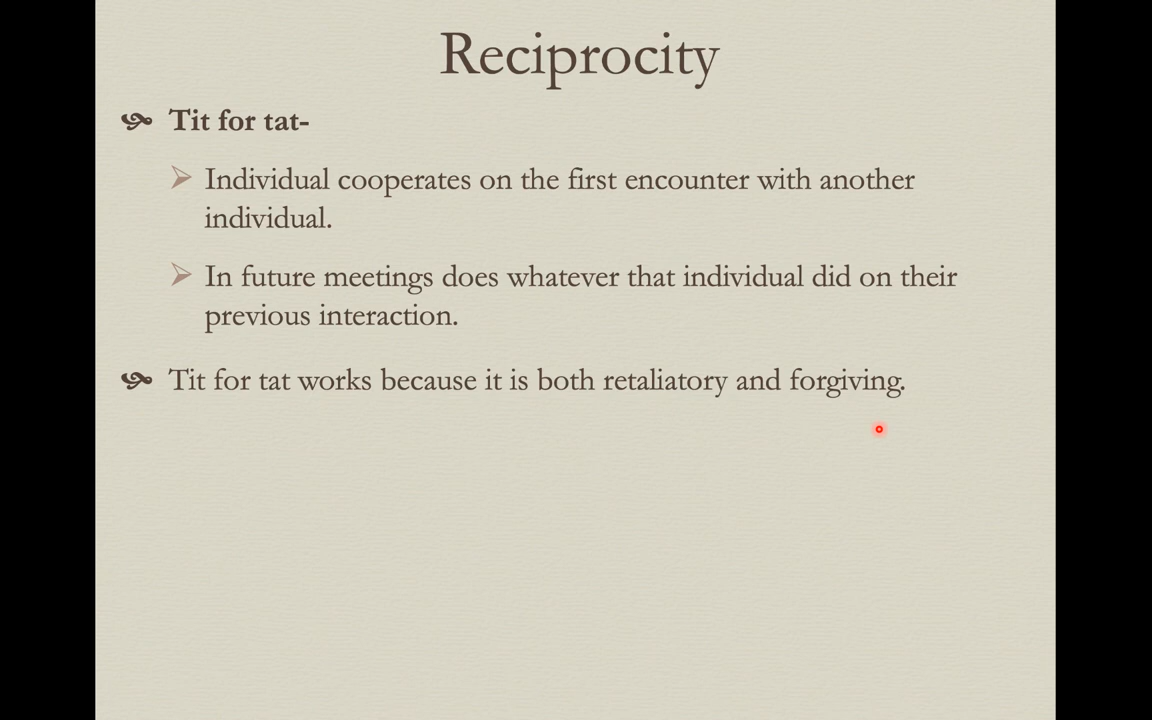 Reciprocity
Tit for tat-
Individual cooperates on the first encounter with another
individual.
In future meetings does whatever that individual did on their
previous interaction.
Tit for tat works because it is both retaliatory and forgiving.